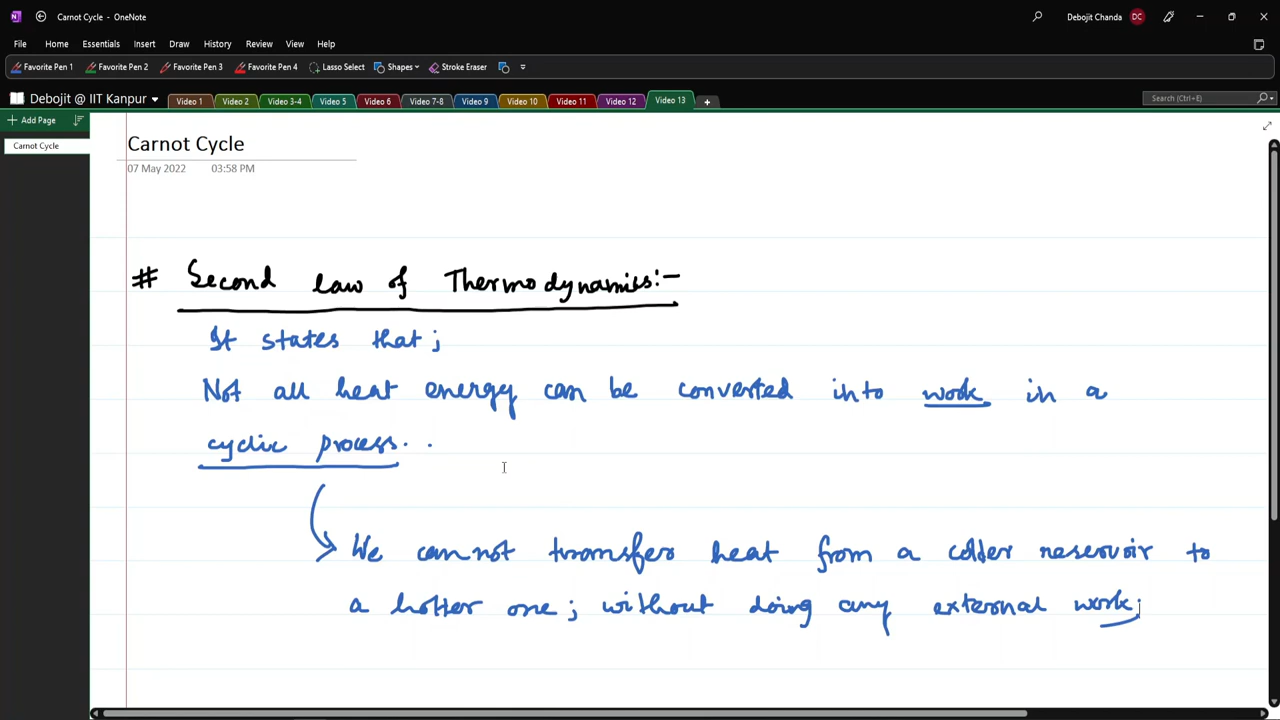 Carnot Cycle - OneNote
Debojit Chanda DC
File Home Essentials Insert Draw View History Review View Help
Favorite Pen 1 Favorite Pen 2 Favorite Pen 3 Favorite Pen 4 Lasso Select Shapes Stroke Eraser
Debojit @ IIT Kanpur Video 1 Video 2 Video 3-4 Video 5 Video 6 Video 7-8 Video 9 Video 10 Video 11 Video 12 Video 13 + Search (Ctrl+E)
+ Add Page
Carnot Cycle
Carnot Cycle
07 May 2022 03:58 PM
# Second law of Thermodynamics:-
It states that ;
Not all heat energy can be converted into work in a
cyclic process. .
We can not transfer heat from a colder reservoir to
a hotter one ; without doing any external work;